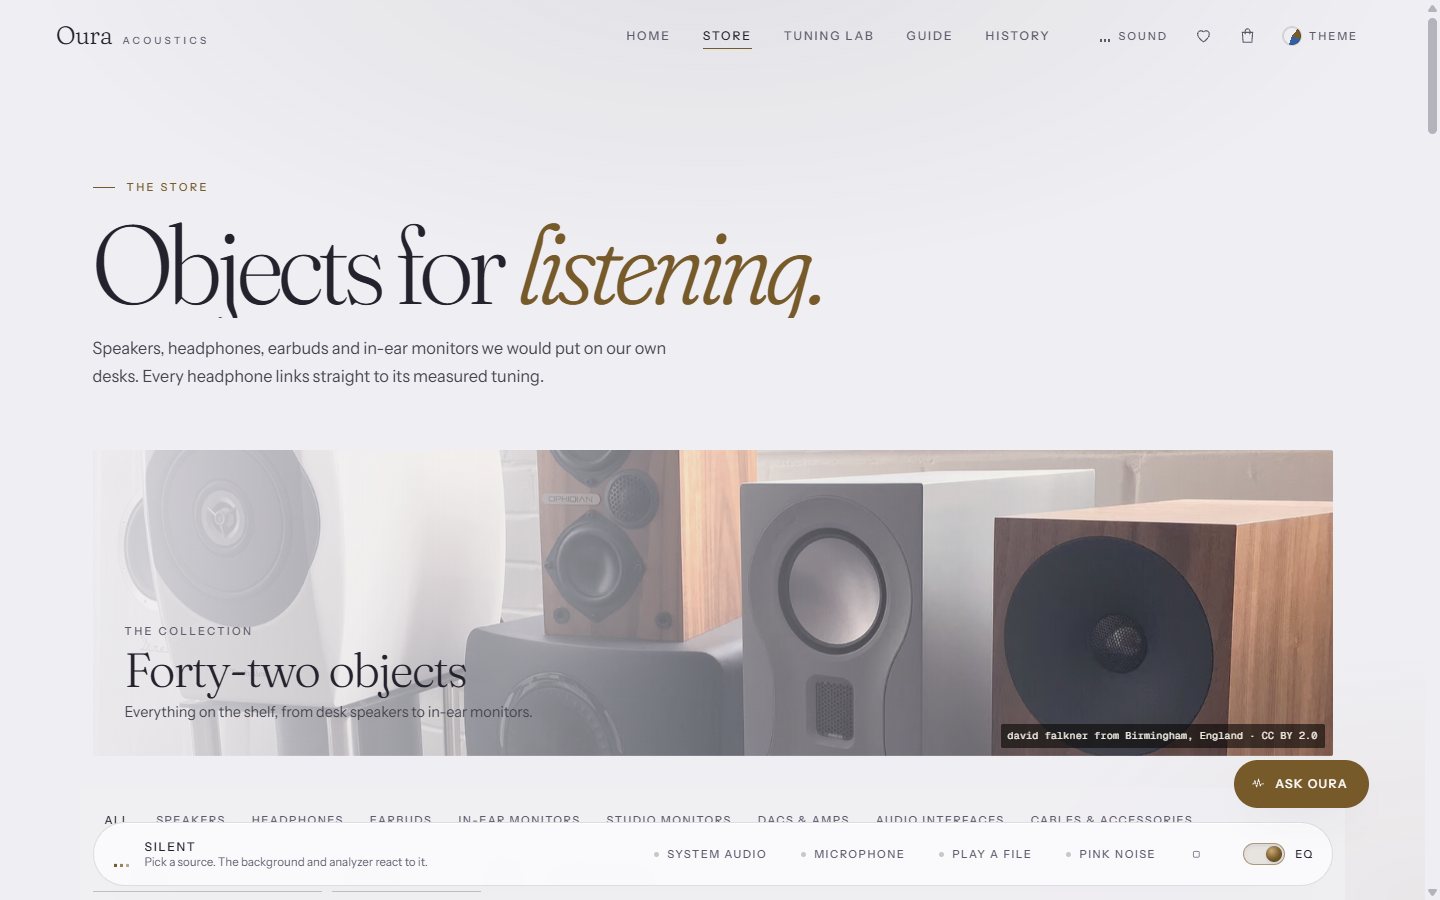 Oura ACOUSTICS
HOME STORE TUNING LAB GUIDE HISTORY SOUND THEME
THE STORE
Objects for listening.
Speakers, headphones, earbuds and in-ear monitors we would put on our own
desks. Every headphone links straight to its measured tuning.
OPHIDIAN
THE COLLECTION
Forty-two objects
Everything on the shelf, from desk speakers to in-ear monitors.
david falkner from Birmingham, England · CC BY 2.0
ASK OURA
ALL SPEAKERS HEADPHONES EARBUDS IN-EAR MONITORS STUDIO MONITORS DACS & AMPS AUDIO INTERFACES CABLES & ACCESSORIES
SILENT
Pick a source. The background and analyzer react to it.
SYSTEM AUDIO MICROPHONE PLAY A FILE PINK NOISE EQ